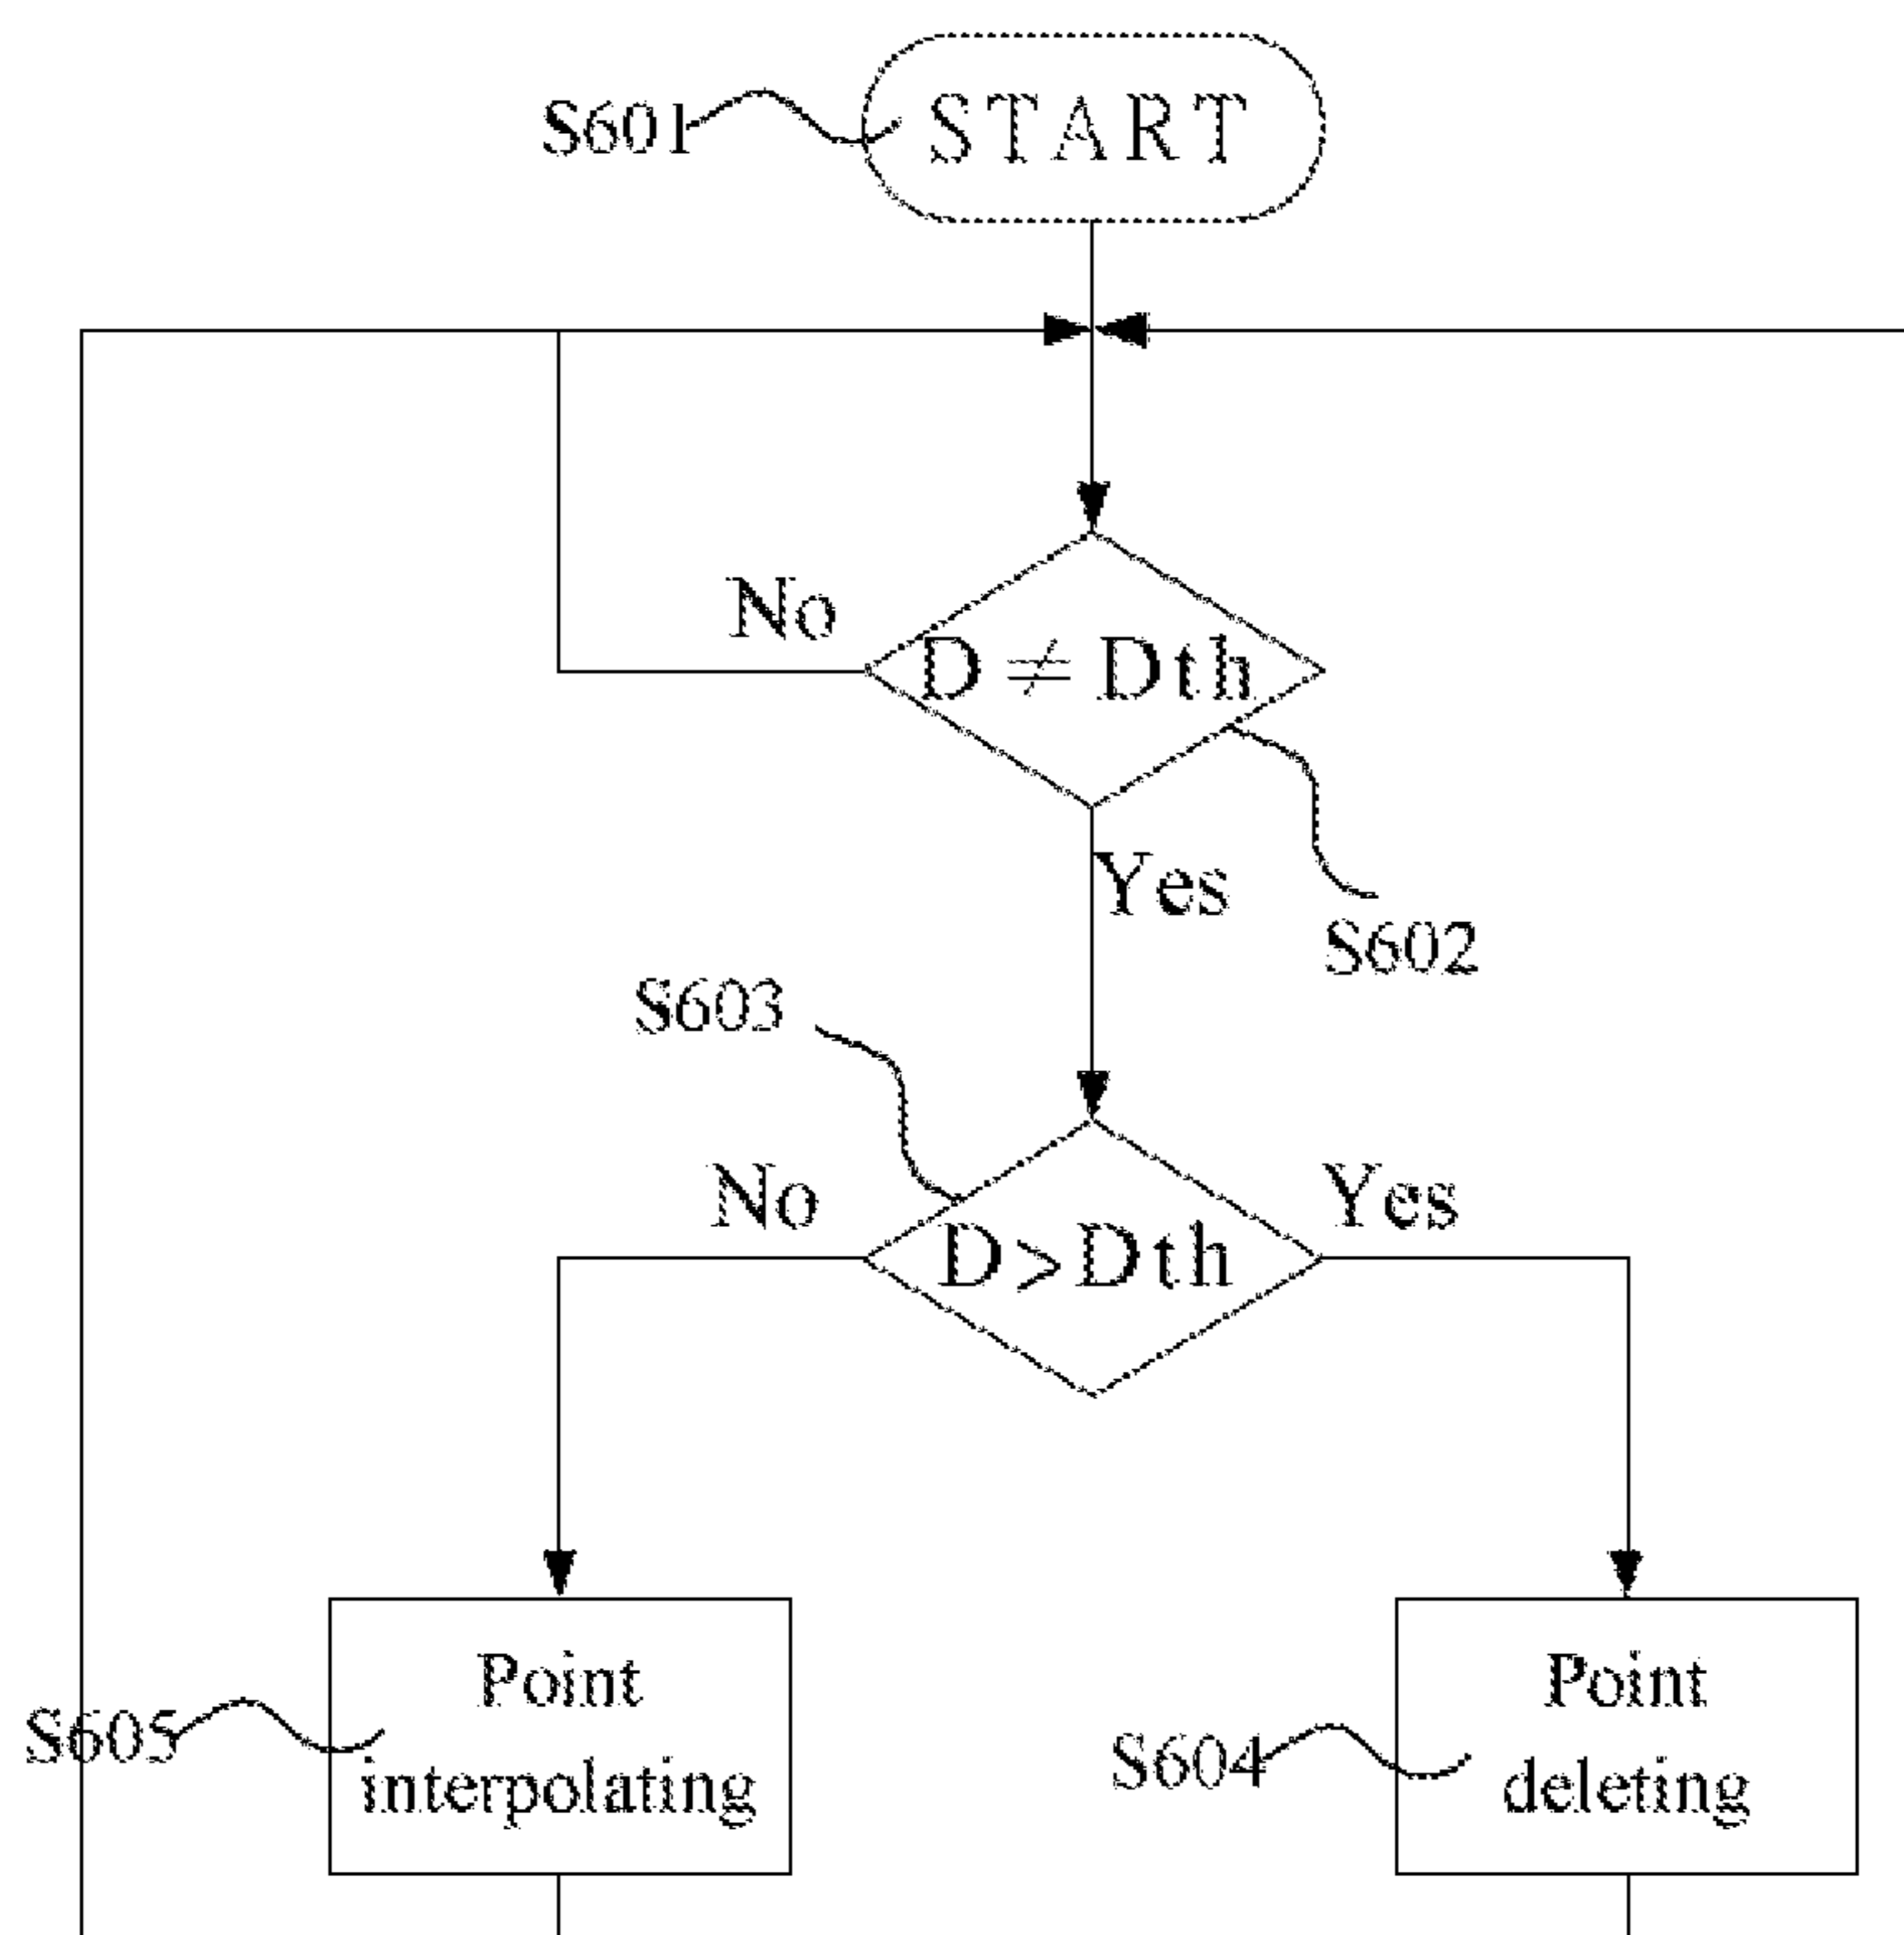 S601
START
No
D ≠ Dth
Yes
S602
S603
No
Yes
D>Dth
Point
interpolating
S605
Point
deleting
S604